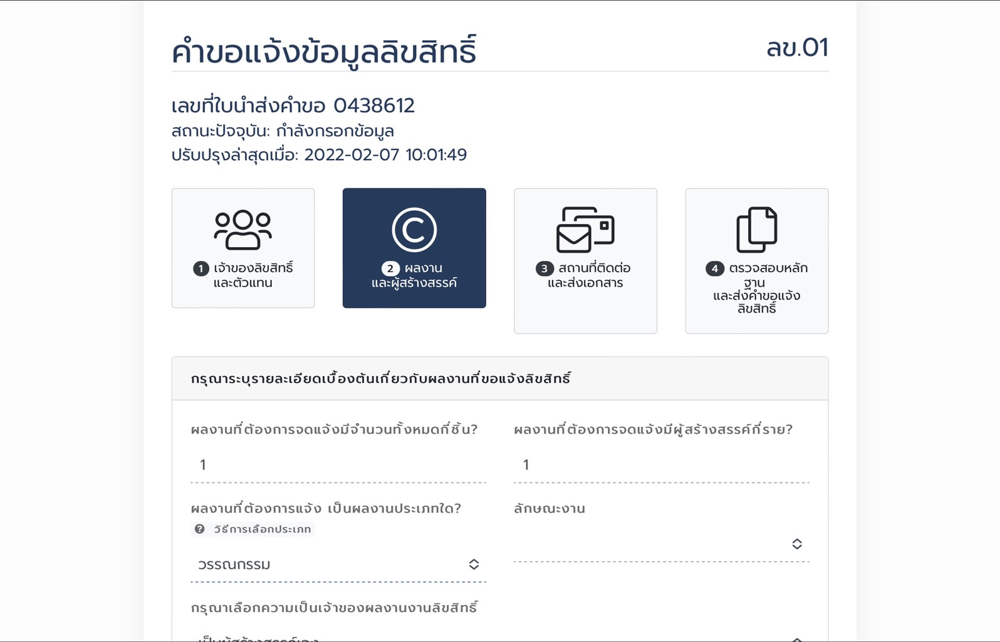 คำขอแจ้งข้อมูลลิขสิทธิ์
ลข.01
เลขที่ใบนำส่งคำขอ 0438612
สถานะปัจจุบัน: กำลังกรอกข้อมูล
ปรับปรุงล่าสุดเมื่อ: 2022-02-07 10:01:49
1 เจ้าของลิขสิทธิ์
และตัวแทน
2 ผลงาน
และผู้สร้างสรรค์
3 สถานที่ติดต่อ
และส่งเอกสาร
4 ตรวจสอบหลัก
ฐาน
และส่งคำขอแจ้ง
ลิขสิทธิ์
กรุณาระบุรายละเอียดเบื้องต้นเกี่ยวกับผลงานที่ขอแจ้งลิขสิทธิ์
ผลงานที่ต้องการจดแจ้งมีจำนวนทั้งหมดกี่ชิ้น?
1
ผลงานที่ต้องการจดแจ้งมีผู้สร้างสรรค์กี่ราย?
1
ผลงานที่ต้องการแจ้ง เป็นผลงานประเภทใด?
? วิธีการเลือกประเภท
วรรณกรรม
ลักษณะงาน
กรุณาเลือกความเป็นเจ้าของผลงานงานลิขสิทธิ์
เป็นผู้สร้างสรรค์เอง